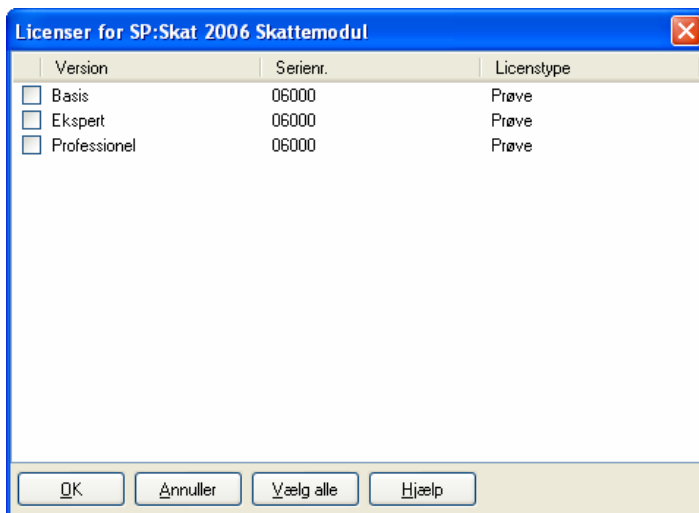 Licenser for SP:Skat 2006 Skattemodul
Version Serienr. Licenstype
Basis 06000 Prøve
Ekspert 06000 Prøve
Professionel 06000 Prøve
OK Annuller Vælg alle Hjælp